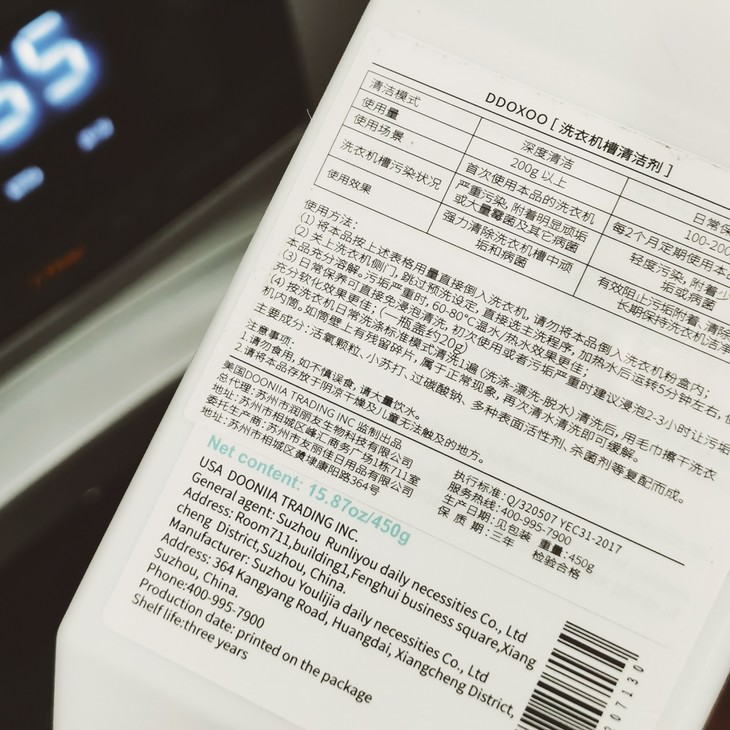 55
DDOXOO [ 洗衣机槽清洁剂 ]
清洁模式 深度清洁 日常保
使用量 200g 以上 100-200
使用场景 首次使用本品的洗衣机 每2个月定期使用本
洗衣机槽污染状况 严重污染, 附着明显顽垢
或大量霉菌及其它病菌
轻度污染, 附着少
垢或病菌
使用效果 强力清除洗衣机槽中顽
垢和病菌
有效阻止污垢附着, 清除
长期保持洗衣机洁净
使用方法:
(1) 将本品按上述表格用量直接倒入洗衣机, 请勿将本品倒入洗衣机粉盒内;
(2) 关上洗衣机侧门, 跳过预洗设定, 直接选主洗程序, 加热水后运转5分钟左右, 使
本品充分溶解。污垢严重时, 60-80°C温水/热水效果更佳;
(3) 日常保养可直接免浸泡清洗, 初次使用或者污垢严重时建议浸泡2-3小时让污垢
充分软化效果更佳; (一瓶盖约20g)
(4) 按洗衣机日常洗涤标准模式清洗1遍 (洗涤-漂洗-脱水) 清洗后, 用毛巾擦干洗衣
机内筒。如筒壁上有残留碎片, 属于正常现象, 再次清水清洗即可缓解。
主要成分: 活氧颗粒、小苏打、过碳酸钠、多种表面活性剂、杀菌剂等复配而成。
注意事项:
1.请勿食用, 如不慎误食, 请大量饮水。
2.请将本品存放于阴凉干燥及儿童无法触及的地方。
美国DOONIIA TRADING INC 监制出品
总代理: 苏州市润丽友生物科技有限公司
地址: 苏州市相城区峰汇商务广场1栋711室
委托生产商: 苏州市友丽佳日用品有限公司
地址: 苏州市相城区黄埭康阳路364号
执行标准: Q/320507 YEC31-2017
服务热线: 400-995-7900
生产日期: 见包装 重量: 450g
保 质 期: 三年 检验合格
Net content: 15.87oz/450g
USA DOONIIA TRADING INC.
General agent: Suzhou Runliyou daily necessities Co., Ltd
Address: Room711,building1,Fenghui business square,Xiang
cheng District,Suzhou, China.
Manufacturer: Suzhou Youlijia daily necessities Co., Ltd
Address: 364 Kangyang Road, Huangdai, Xiangcheng District,
Suzhou, China.
Phone:400-995-7900
Production date: printed on the package
Shelf life:three years
07130